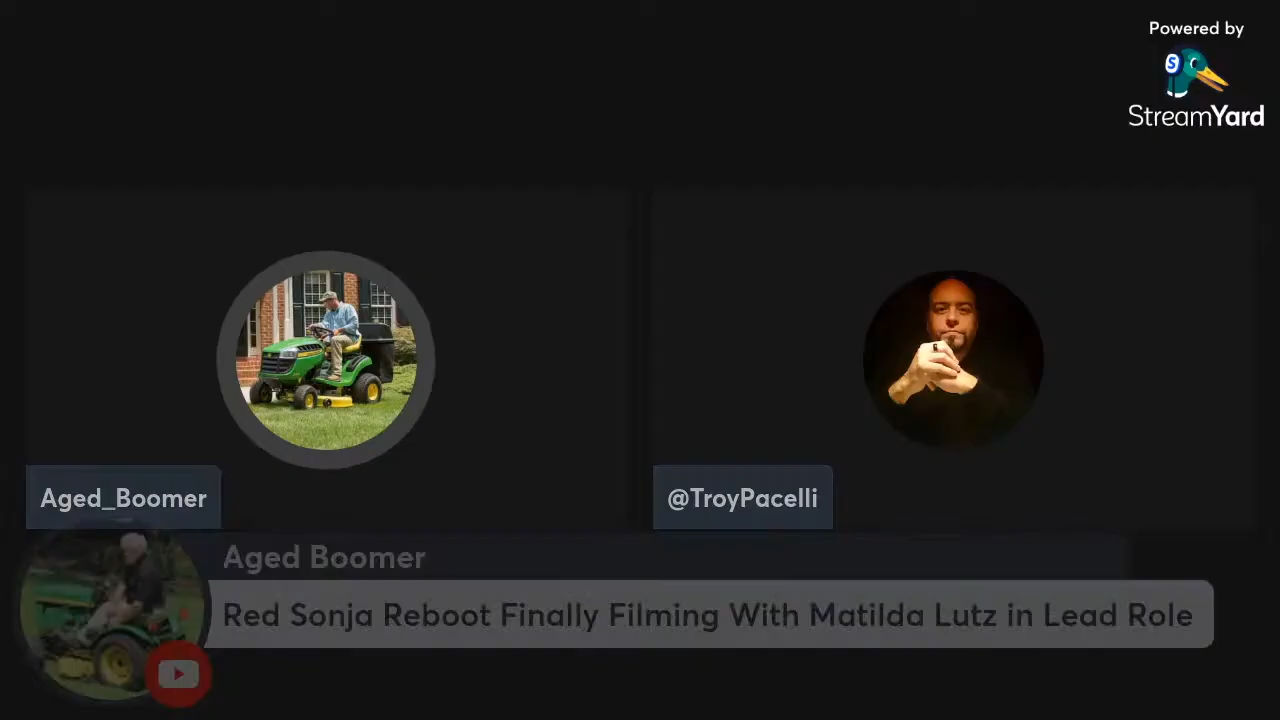 Powered by
StreamYard
Aged_Boomer
@TroyPacelli
Aged Boomer
Red Sonja Reboot Finally Filming With Matilda Lutz in Lead Role